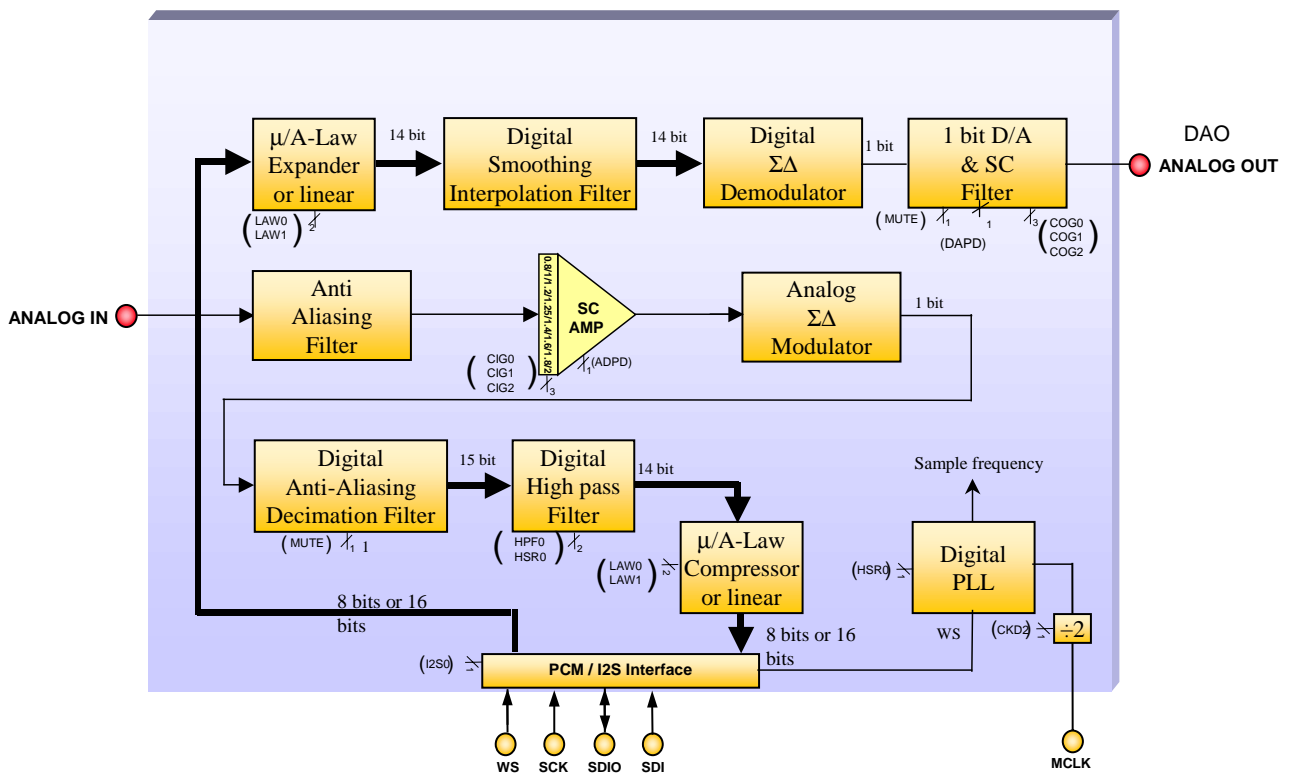 μ/A-Law
Expander
or linear
14 bit
Digital
Smoothing
Interpolation Filter
14 bit
Digital
ΣΔ
Demodulator
1 bit
1 bit D/A
& SC
Filter
DAO
ANALOG OUT
(LAW0
LAW1)
2
(MUTE)
1
1
(DAPD)
3
(COG0
COG1
COG2)
ANALOG IN
Anti
Aliasing
Filter
0.8/1/1.2/1.25/1.4/1.6/1.8/2
SC
AMP
(CIG0
CIG1
CIG2)
3
1
(ADPD)
Analog
ΣΔ
Modulator
1 bit
Digital
Anti-Aliasing
Decimation Filter
(MUTE)
1
1
15 bit
Digital
High pass
Filter
(HPF0
HSR0)
2
14 bit
μ/A-Law
Compressor
or linear
(LAW0
LAW1)
2
Sample frequency
Digital
PLL
(HSR0)
1
WS
(CKD2)
1
÷2
8 bits or 16
bits
8 bits or 16
bits
(I2S0)
1
PCM / I2S Interface
WS
SCK
SDIO
SDI
MCLK